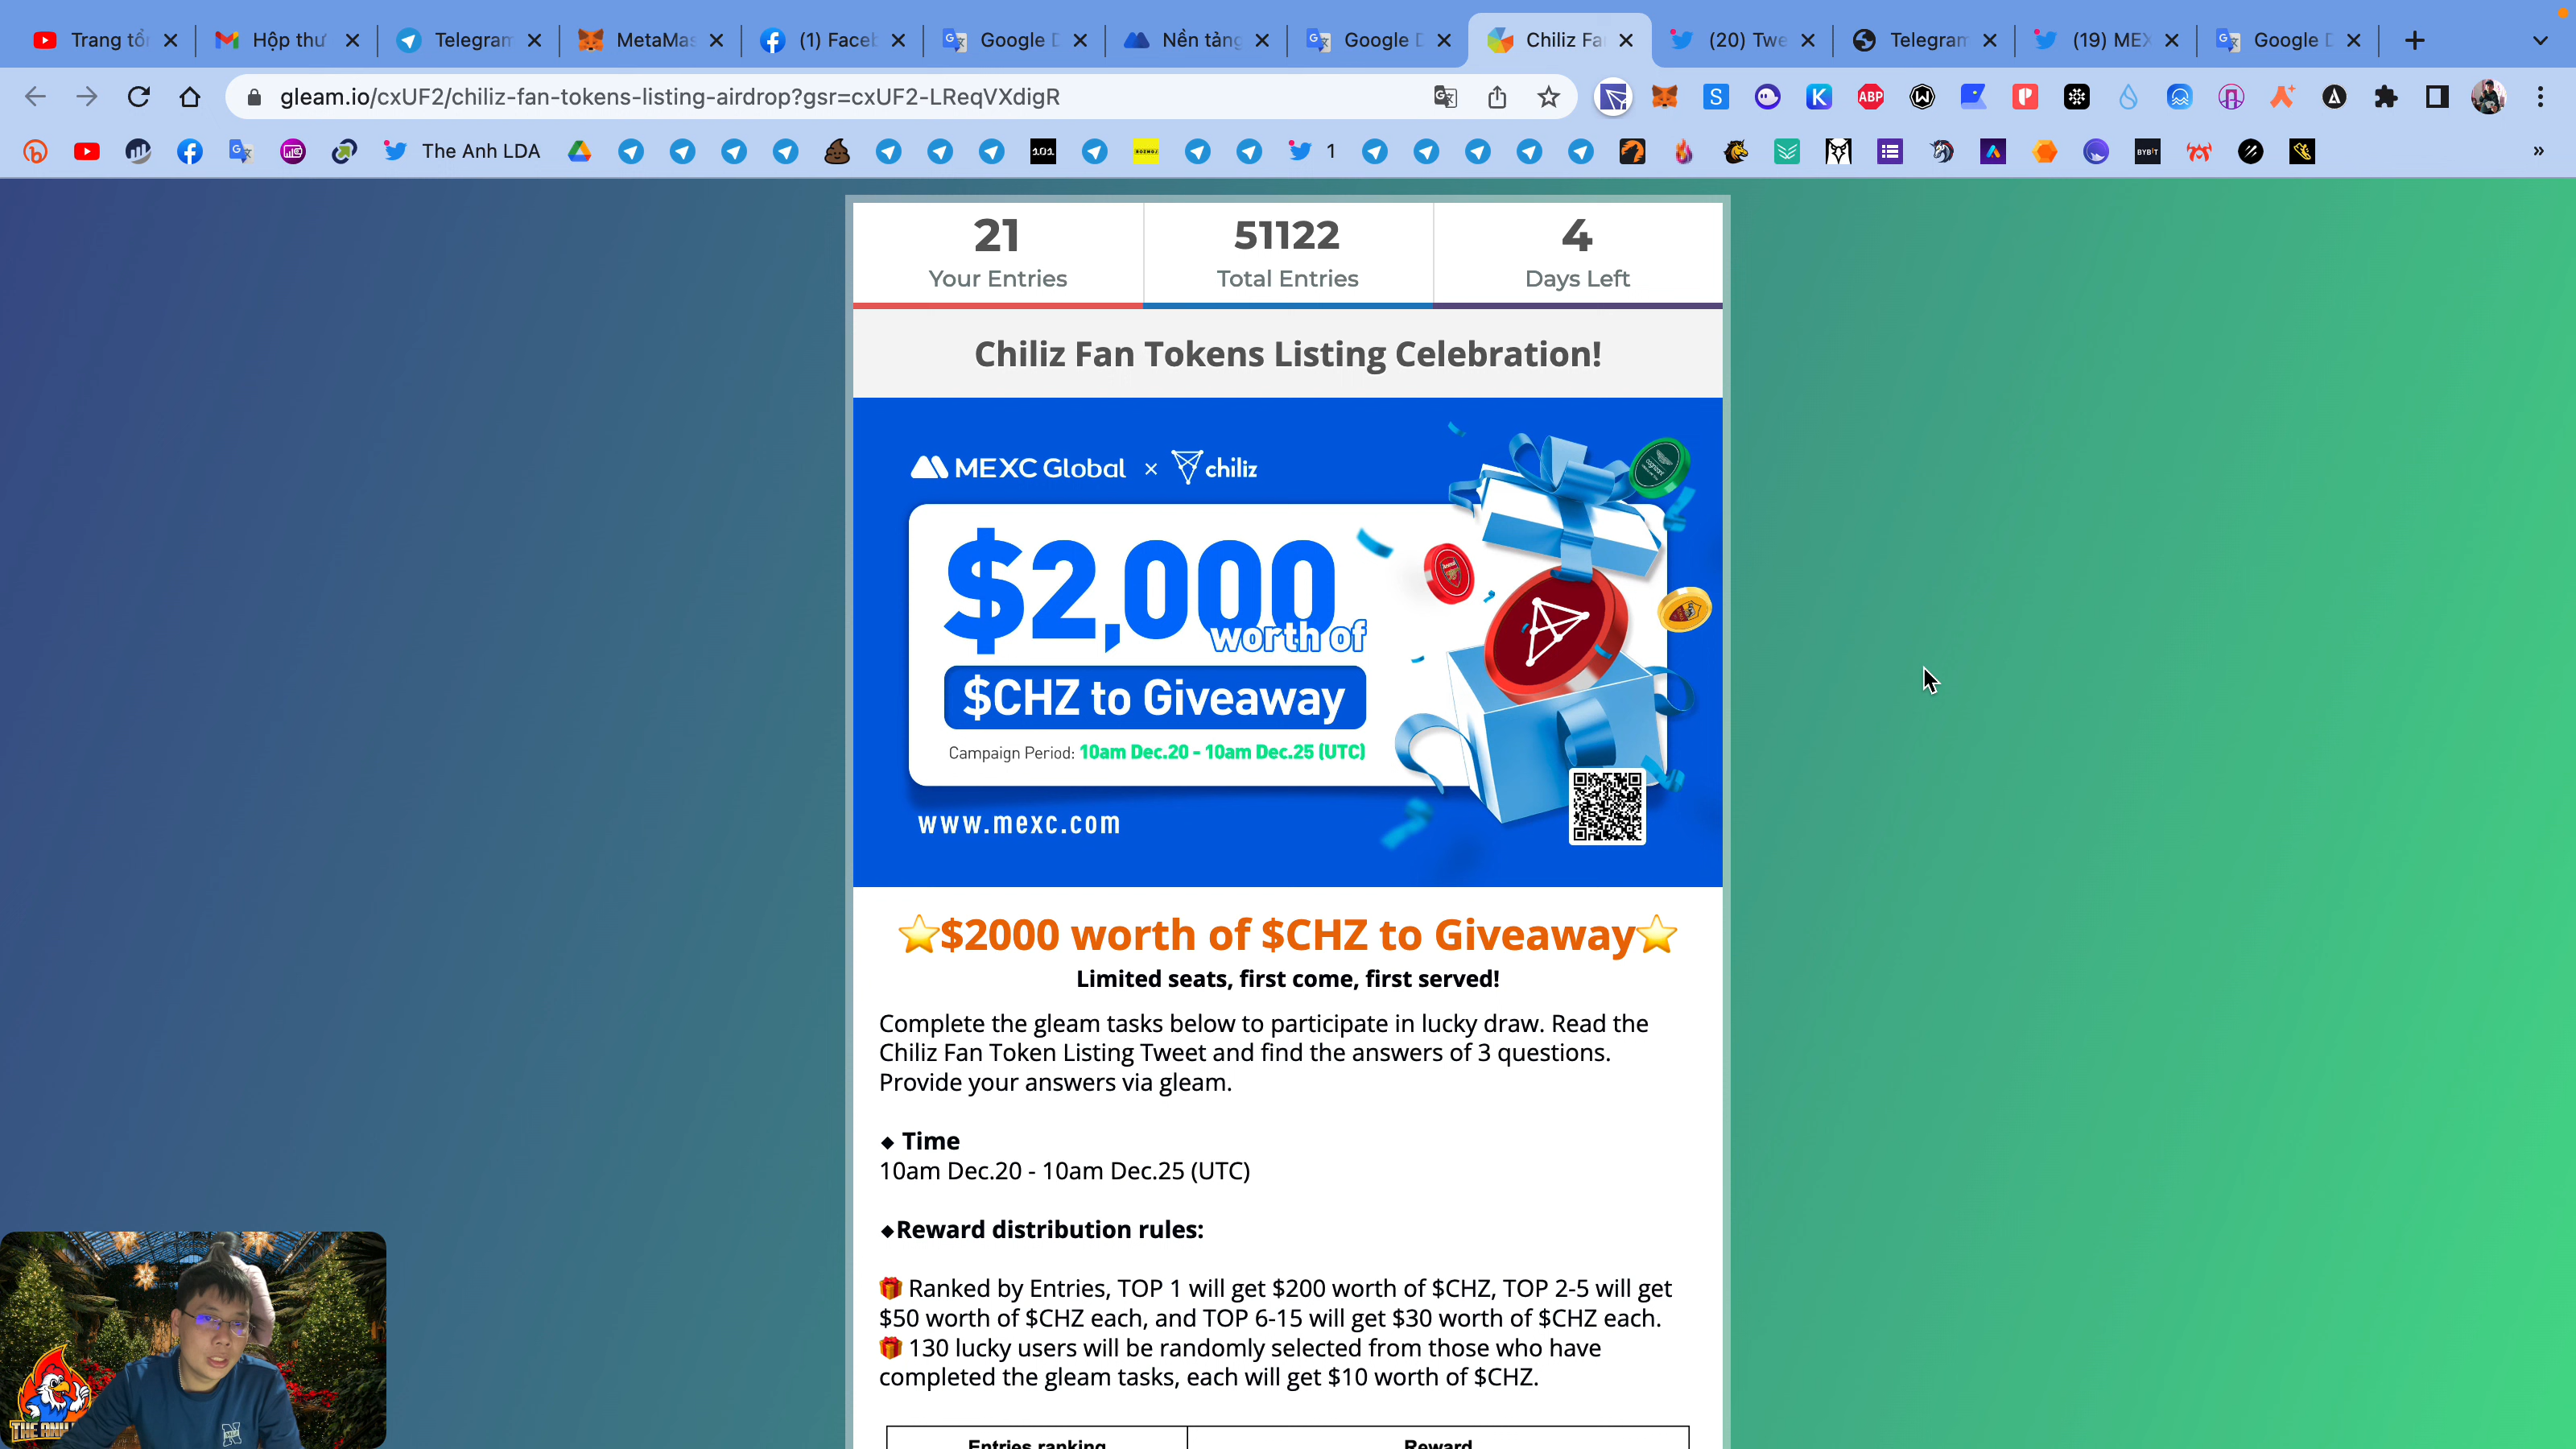 Trang tổ
Hộp thư
Telegram
MetaMas
(1) Faceb
Google D
Nền tảng
Google D
Chiliz Fa
(20) Twe
Telegram
(19) MEX
Google D
gleam.io/cxUF2/chiliz-fan-tokens-listing-airdrop?gsr=cxUF2-LReqVXdigR
ABP
The Anh LDA
101
1
BYBIT
21
51122
4
Your Entries
Total Entries
Days Left
Chiliz Fan Tokens Listing Celebration!
MEXC Global × chiliz
$2,000
worth of
$CHZ to Giveaway
Campaign Period: 10am Dec.20 - 10am Dec.25 (UTC)
www.mexc.com
⭐$2000 worth of $CHZ to Giveaway⭐
Limited seats, first come, first served!
Complete the gleam tasks below to participate in lucky draw. Read the
Chiliz Fan Token Listing Tweet and find the answers of 3 questions.
Provide your answers via gleam.
◆ Time
10am Dec.20 - 10am Dec.25 (UTC)
◆Reward distribution rules:
🎁 Ranked by Entries, TOP 1 will get $200 worth of $CHZ, TOP 2-5 will get
$50 worth of $CHZ each, and TOP 6-15 will get $30 worth of $CHZ each.
🎁 130 lucky users will be randomly selected from those who have
completed the gleam tasks, each will get $10 worth of $CHZ.
Entries ranking
Reward
THE ANH